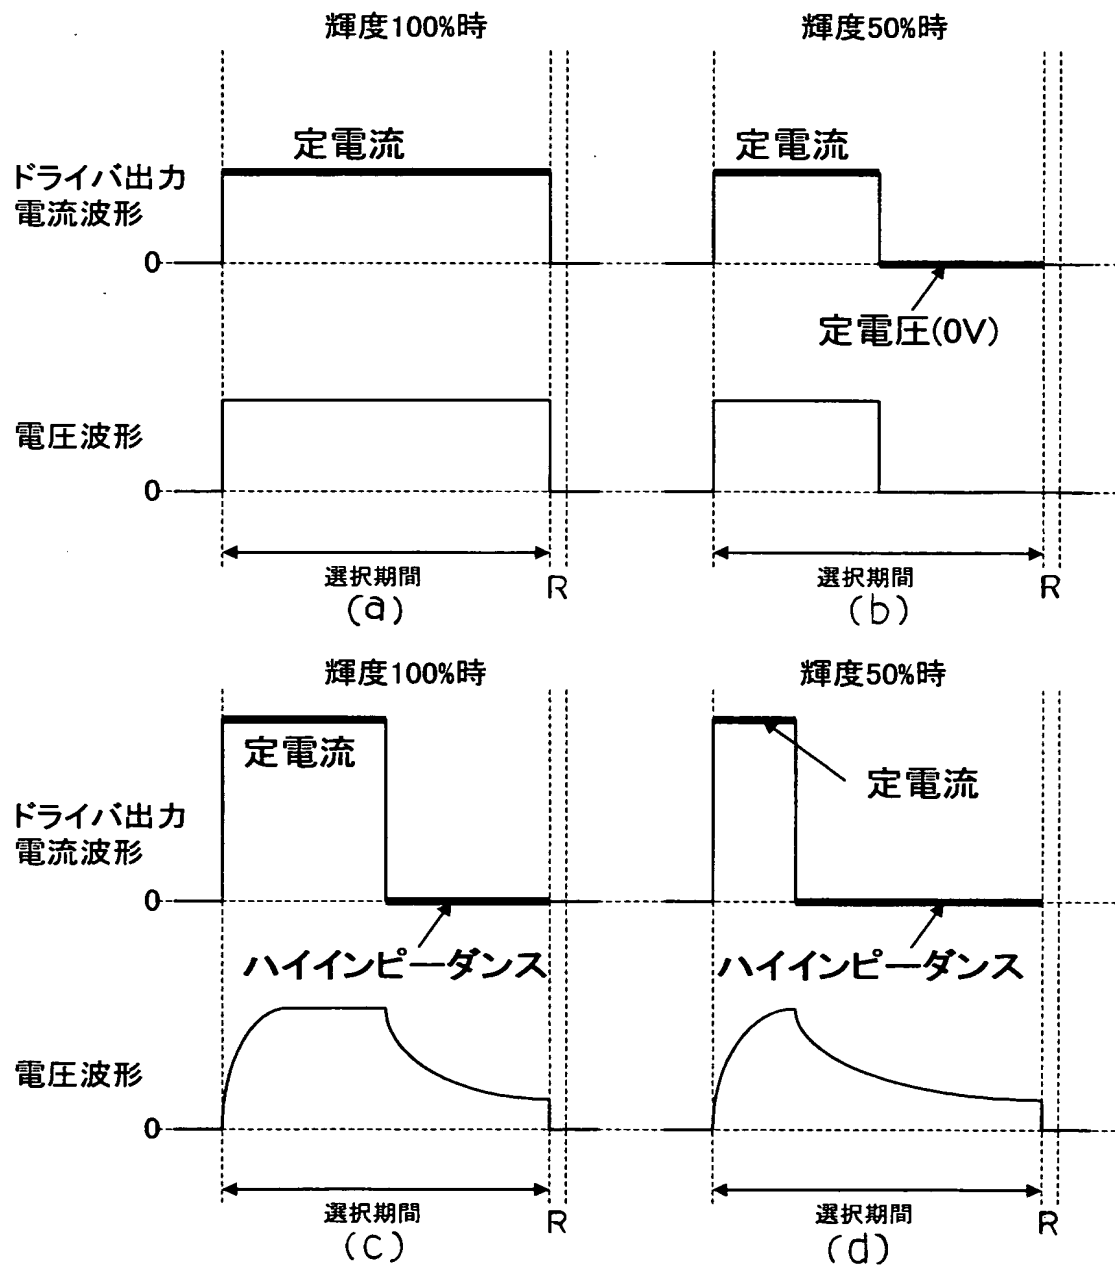 輝度100%時
輝度50%時
定電流
定電流
ドライバ出力
電流波形
0
定電圧(0V)
電圧波形
0
選択期間
R
選択期間
R
(a)
(b)
輝度100%時
輝度50%時
定電流
定電流
ドライバ出力
電流波形
0
ハイインピーダンス
ハイインピーダンス
電圧波形
0
選択期間
R
選択期間
R
(c)
(d)